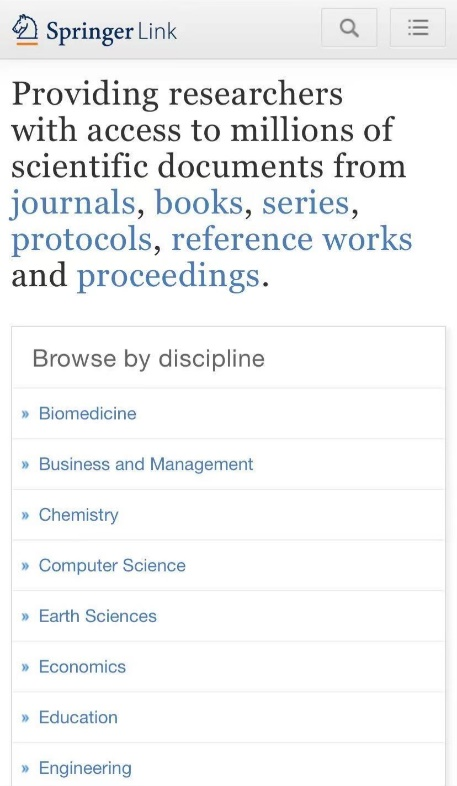 Springer Link
Providing researchers
with access to millions of
scientific documents from
journals, books, series,
protocols, reference works
and proceedings.
Browse by discipline
» Biomedicine
» Business and Management
» Chemistry
» Computer Science
» Earth Sciences
» Economics
» Education
» Engineering